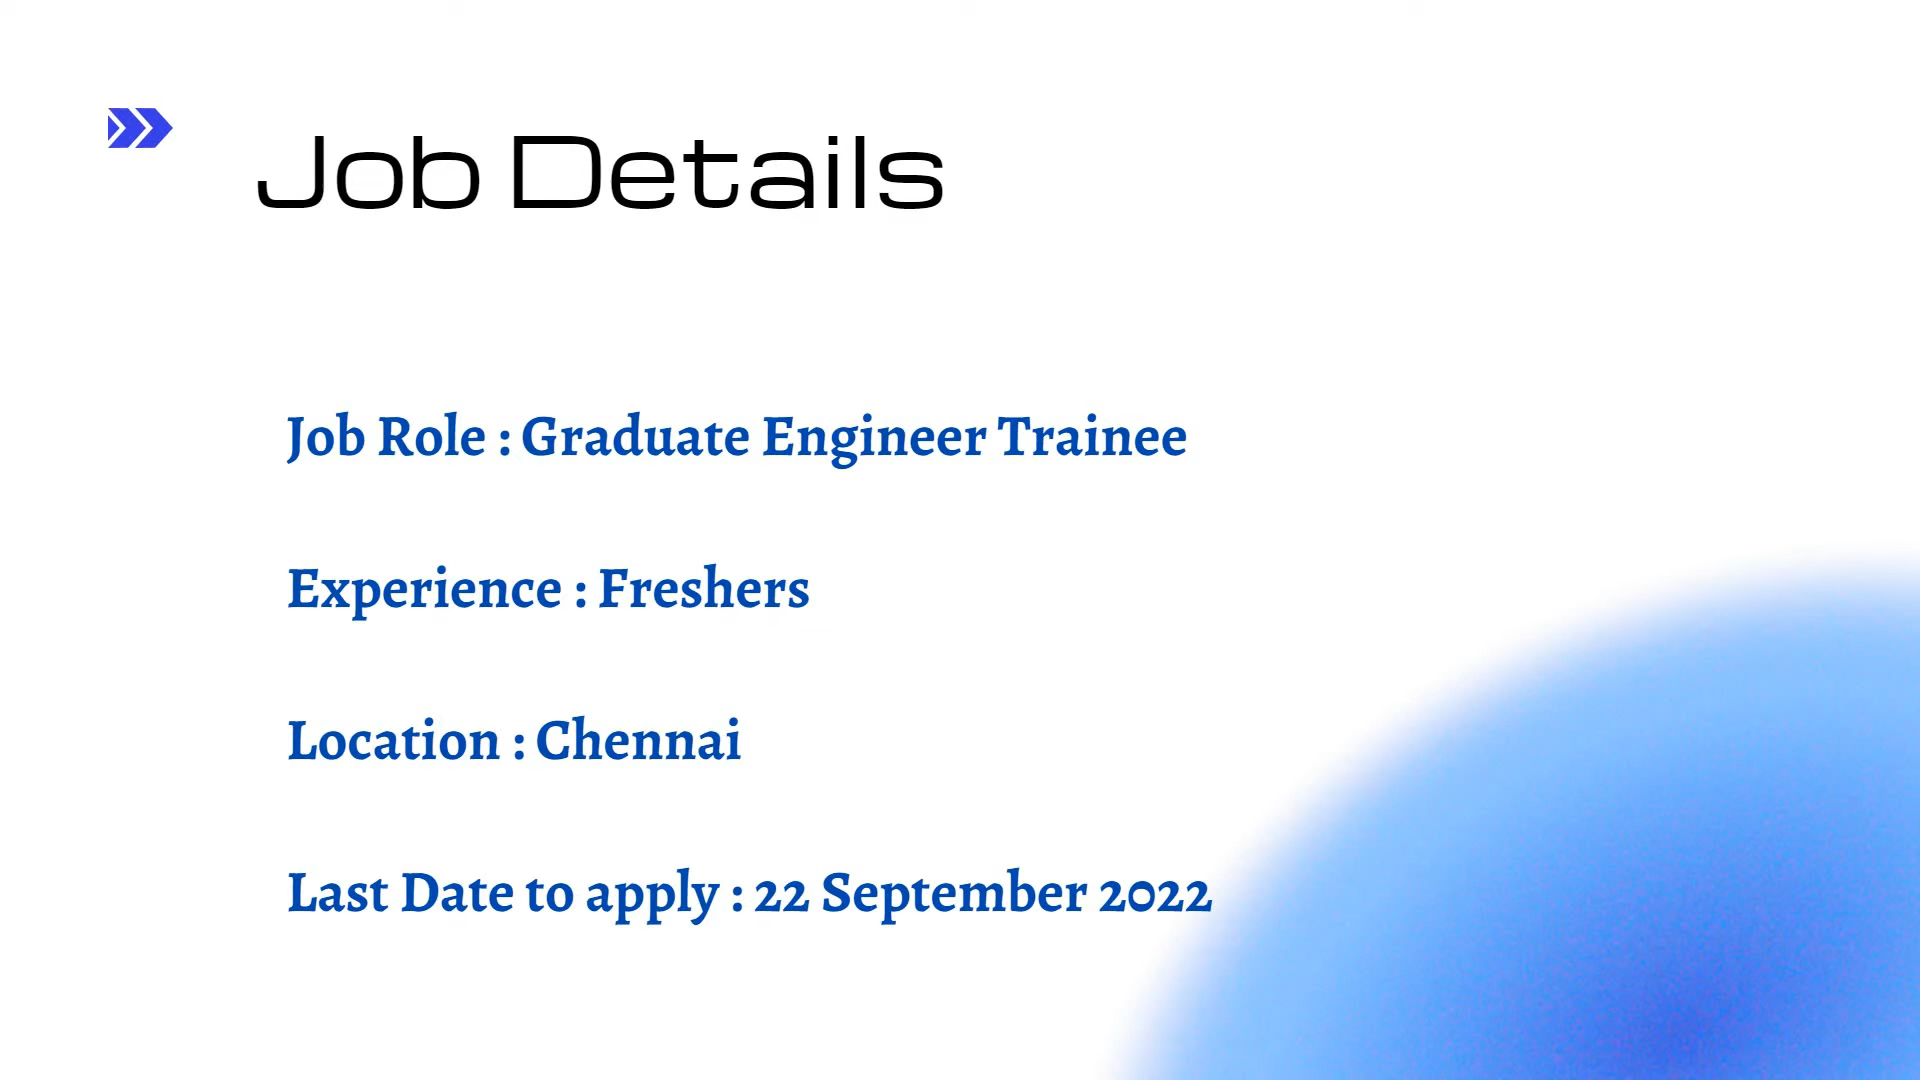 Job Details
Job Role : Graduate Engineer Trainee
Experience : Freshers
Location : Chennai
Last Date to apply : 22 September 2022